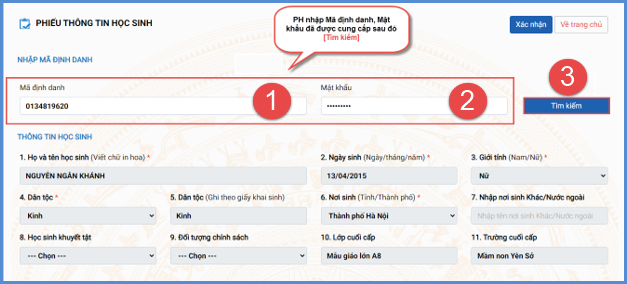 PHIẾU THÔNG TIN HỌC SINH
PH nhập Mã định danh, Mật
khẩu đã được cung cấp sau đó
[Tìm kiếm]
Xác nhận
Về trang chủ
NHẬP MÃ ĐỊNH DANH
Mã định danh
Mật khẩu
0134819620
•••••••••
1
2
3
Tìm kiếm
THÔNG TIN HỌC SINH
1. Họ và tên học sinh (Viết chữ in hoa) *
2. Ngày sinh (Ngày/tháng/năm) *
3. Giới tính (Nam/Nữ) *
NGUYỄN NGÂN KHÁNH
13/04/2015
Nữ
4. Dân tộc *
5. Dân tộc (Ghi theo giấy khai sinh)
6. Nơi sinh (Tỉnh/Thành phố) *
7. Nhập nơi sinh Khác/Nước ngoài
Kinh
Kinh
Thành phố Hà Nội
Nhập tên nơi sinh Khác/Nước ngoài
8. Học sinh khuyết tật
9. Đối tượng chính sách
10. Lớp cuối cấp
11. Trường cuối cấp
--- Chọn ---
--- Chọn ---
Mẫu giáo lớn A8
Mầm non Yên Sở